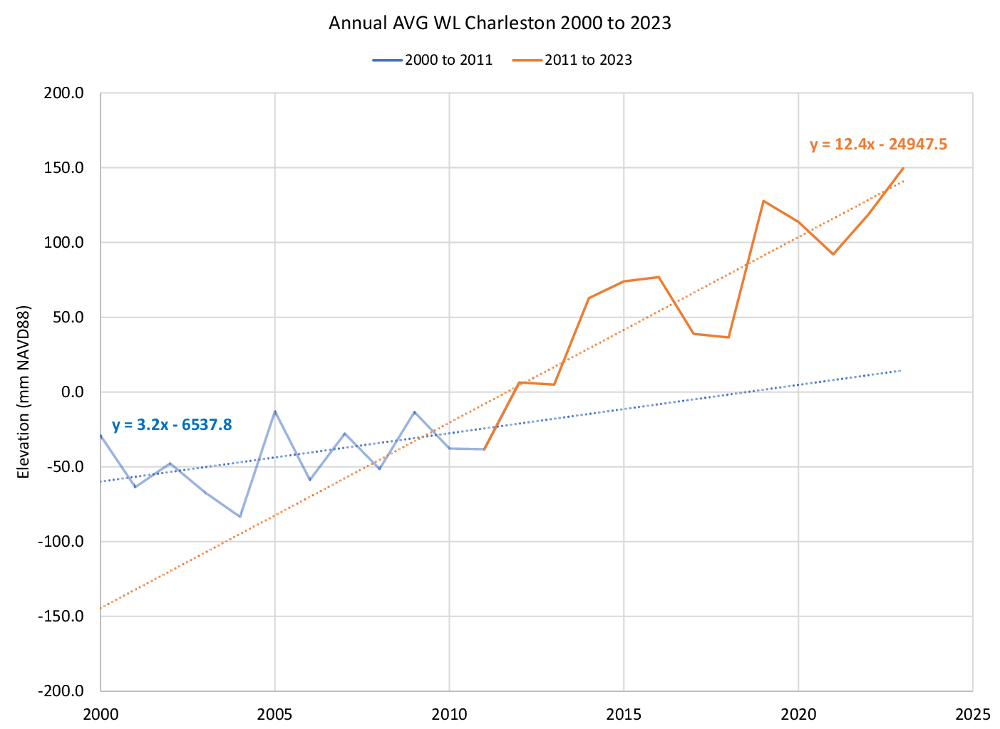 Annual AVG WL Charleston 2000 to 2023
2000 to 2011 2011 to 2023
200.0
y = 12.4x - 24947.5
150.0
100.0
50.0
Elevation (mm NAVD88)
0.0
y = 3.2x - 6537.8
-50.0
-100.0
-150.0
-200.0
2000 2005 2010 2015 2020 2025